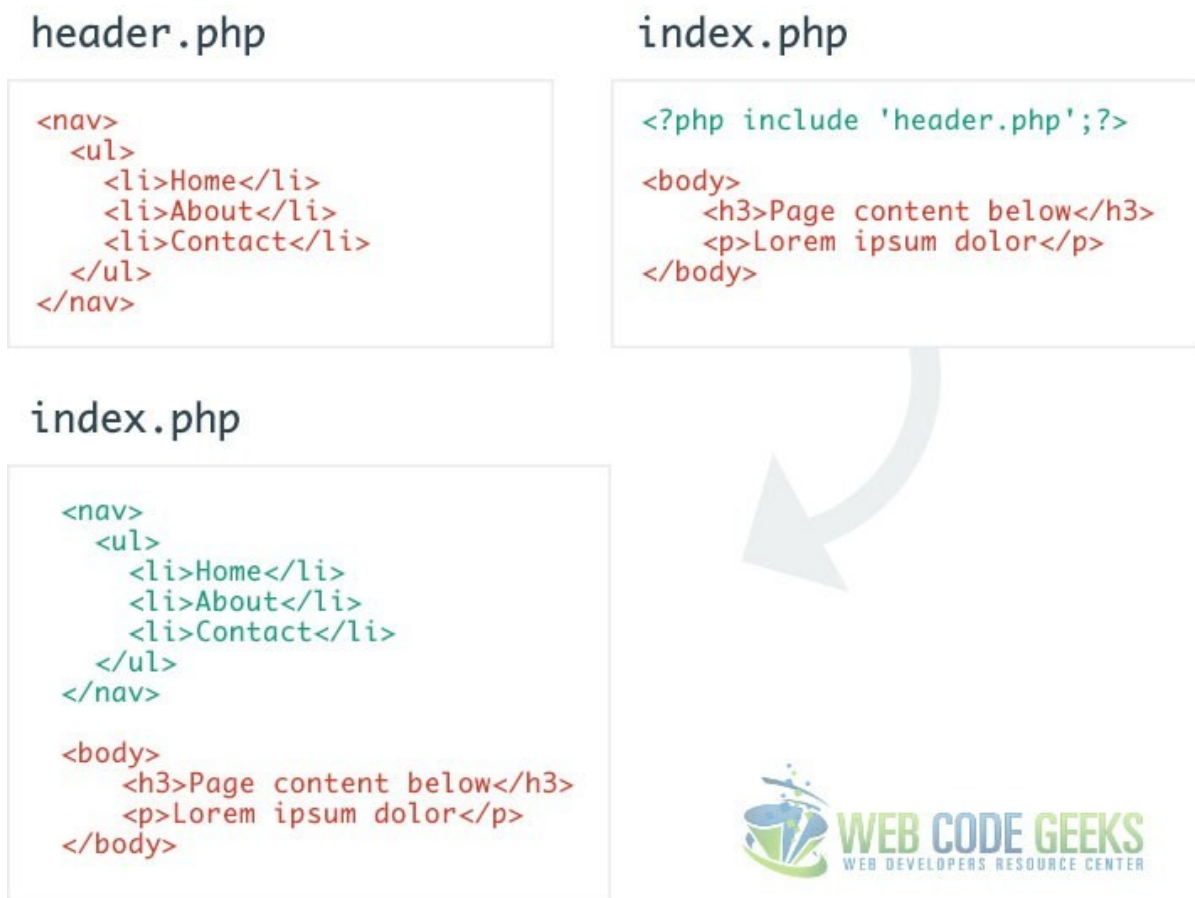 header.php
<nav>
  <ul>
    <li>Home</li>
    <li>About</li>
    <li>Contact</li>
  </ul>
</nav>
index.php
<?php include 'header.php';?>
<body>
    <h3>Page content below</h3>
    <p>Lorem ipsum dolor</p>
</body>
index.php
<nav>
  <ul>
    <li>Home</li>
    <li>About</li>
    <li>Contact</li>
  </ul>
</nav>
<body>
    <h3>Page content below</h3>
    <p>Lorem ipsum dolor</p>
</body>
WEB CODE GEEKS
WEB DEVELOPERS RESOURCE CENTER